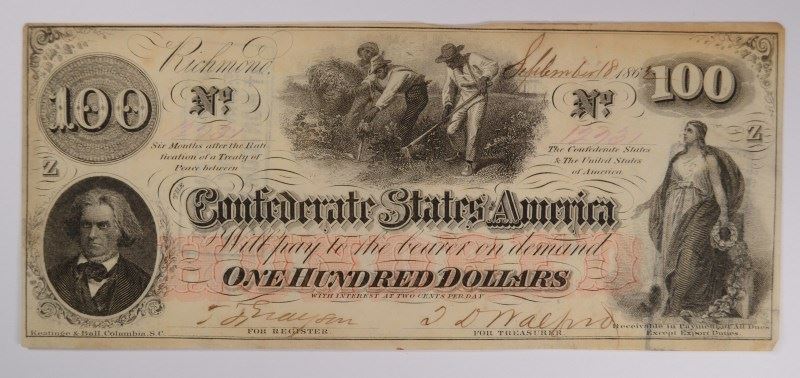 Richmond, September 18 186
100
100
No
No
Six Months after the Rati
fication of a Treaty of
Peace between
The Confederate States
& The United States
of America
Z
Z
Confederate States America
Will pay to the bearer on demand
ONE HUNDRED DOLLARS
WITH INTEREST AT TWO CENTS PER DAY
FOR REGISTER.
FOR TREASURER
Keatinge & Ball, Columbia, S.C.
Receivable in Payment of All Dues
Except Export Duties.